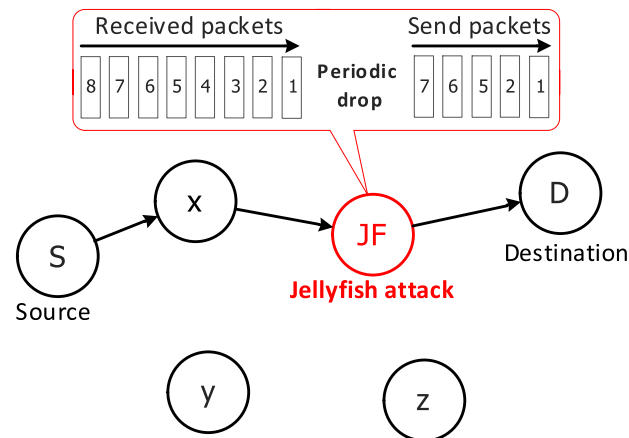 Received packets
Send packets
8 7 6 5 4 3 2 1
Periodic
drop
7 6 5 2 1
x
D
S
JF
Destination
Jellyfish attack
Source
y
z